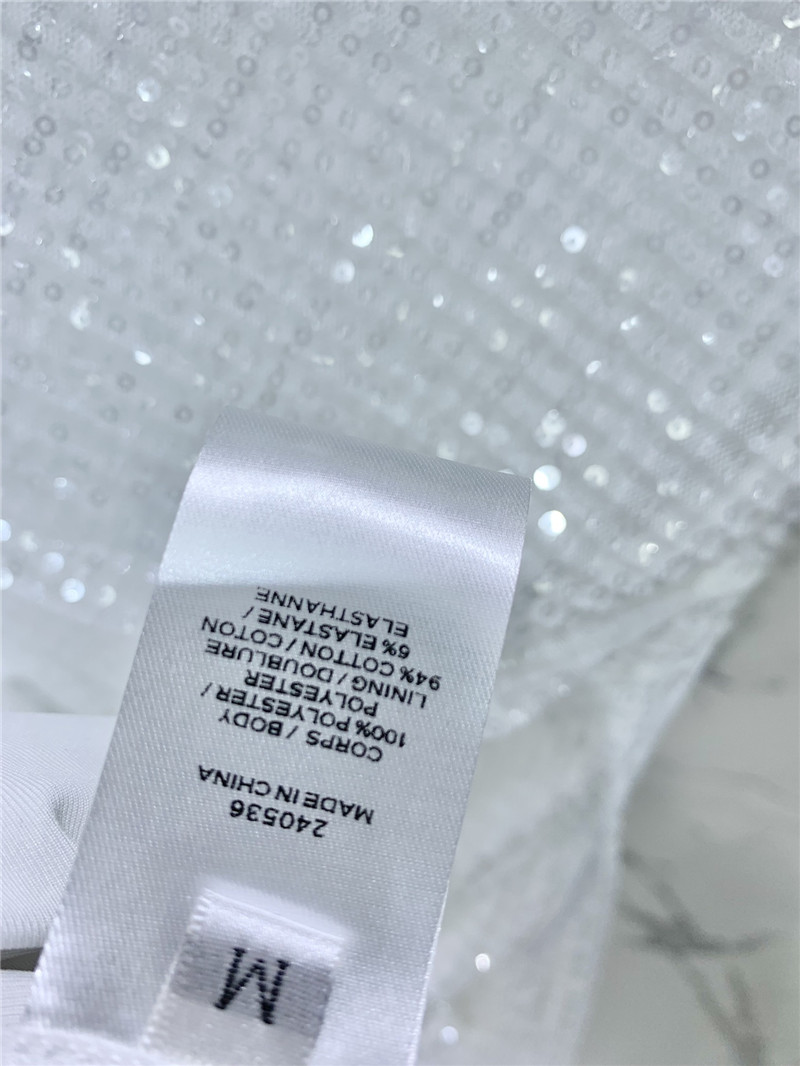 M
240536
MADE IN CHINA
CORPS / BODY
100% POLYESTER /
POLYESTER
LINING / DOUBLURE
94% COTTON / COTON
6% ELASTANE /
ELASTHANNE